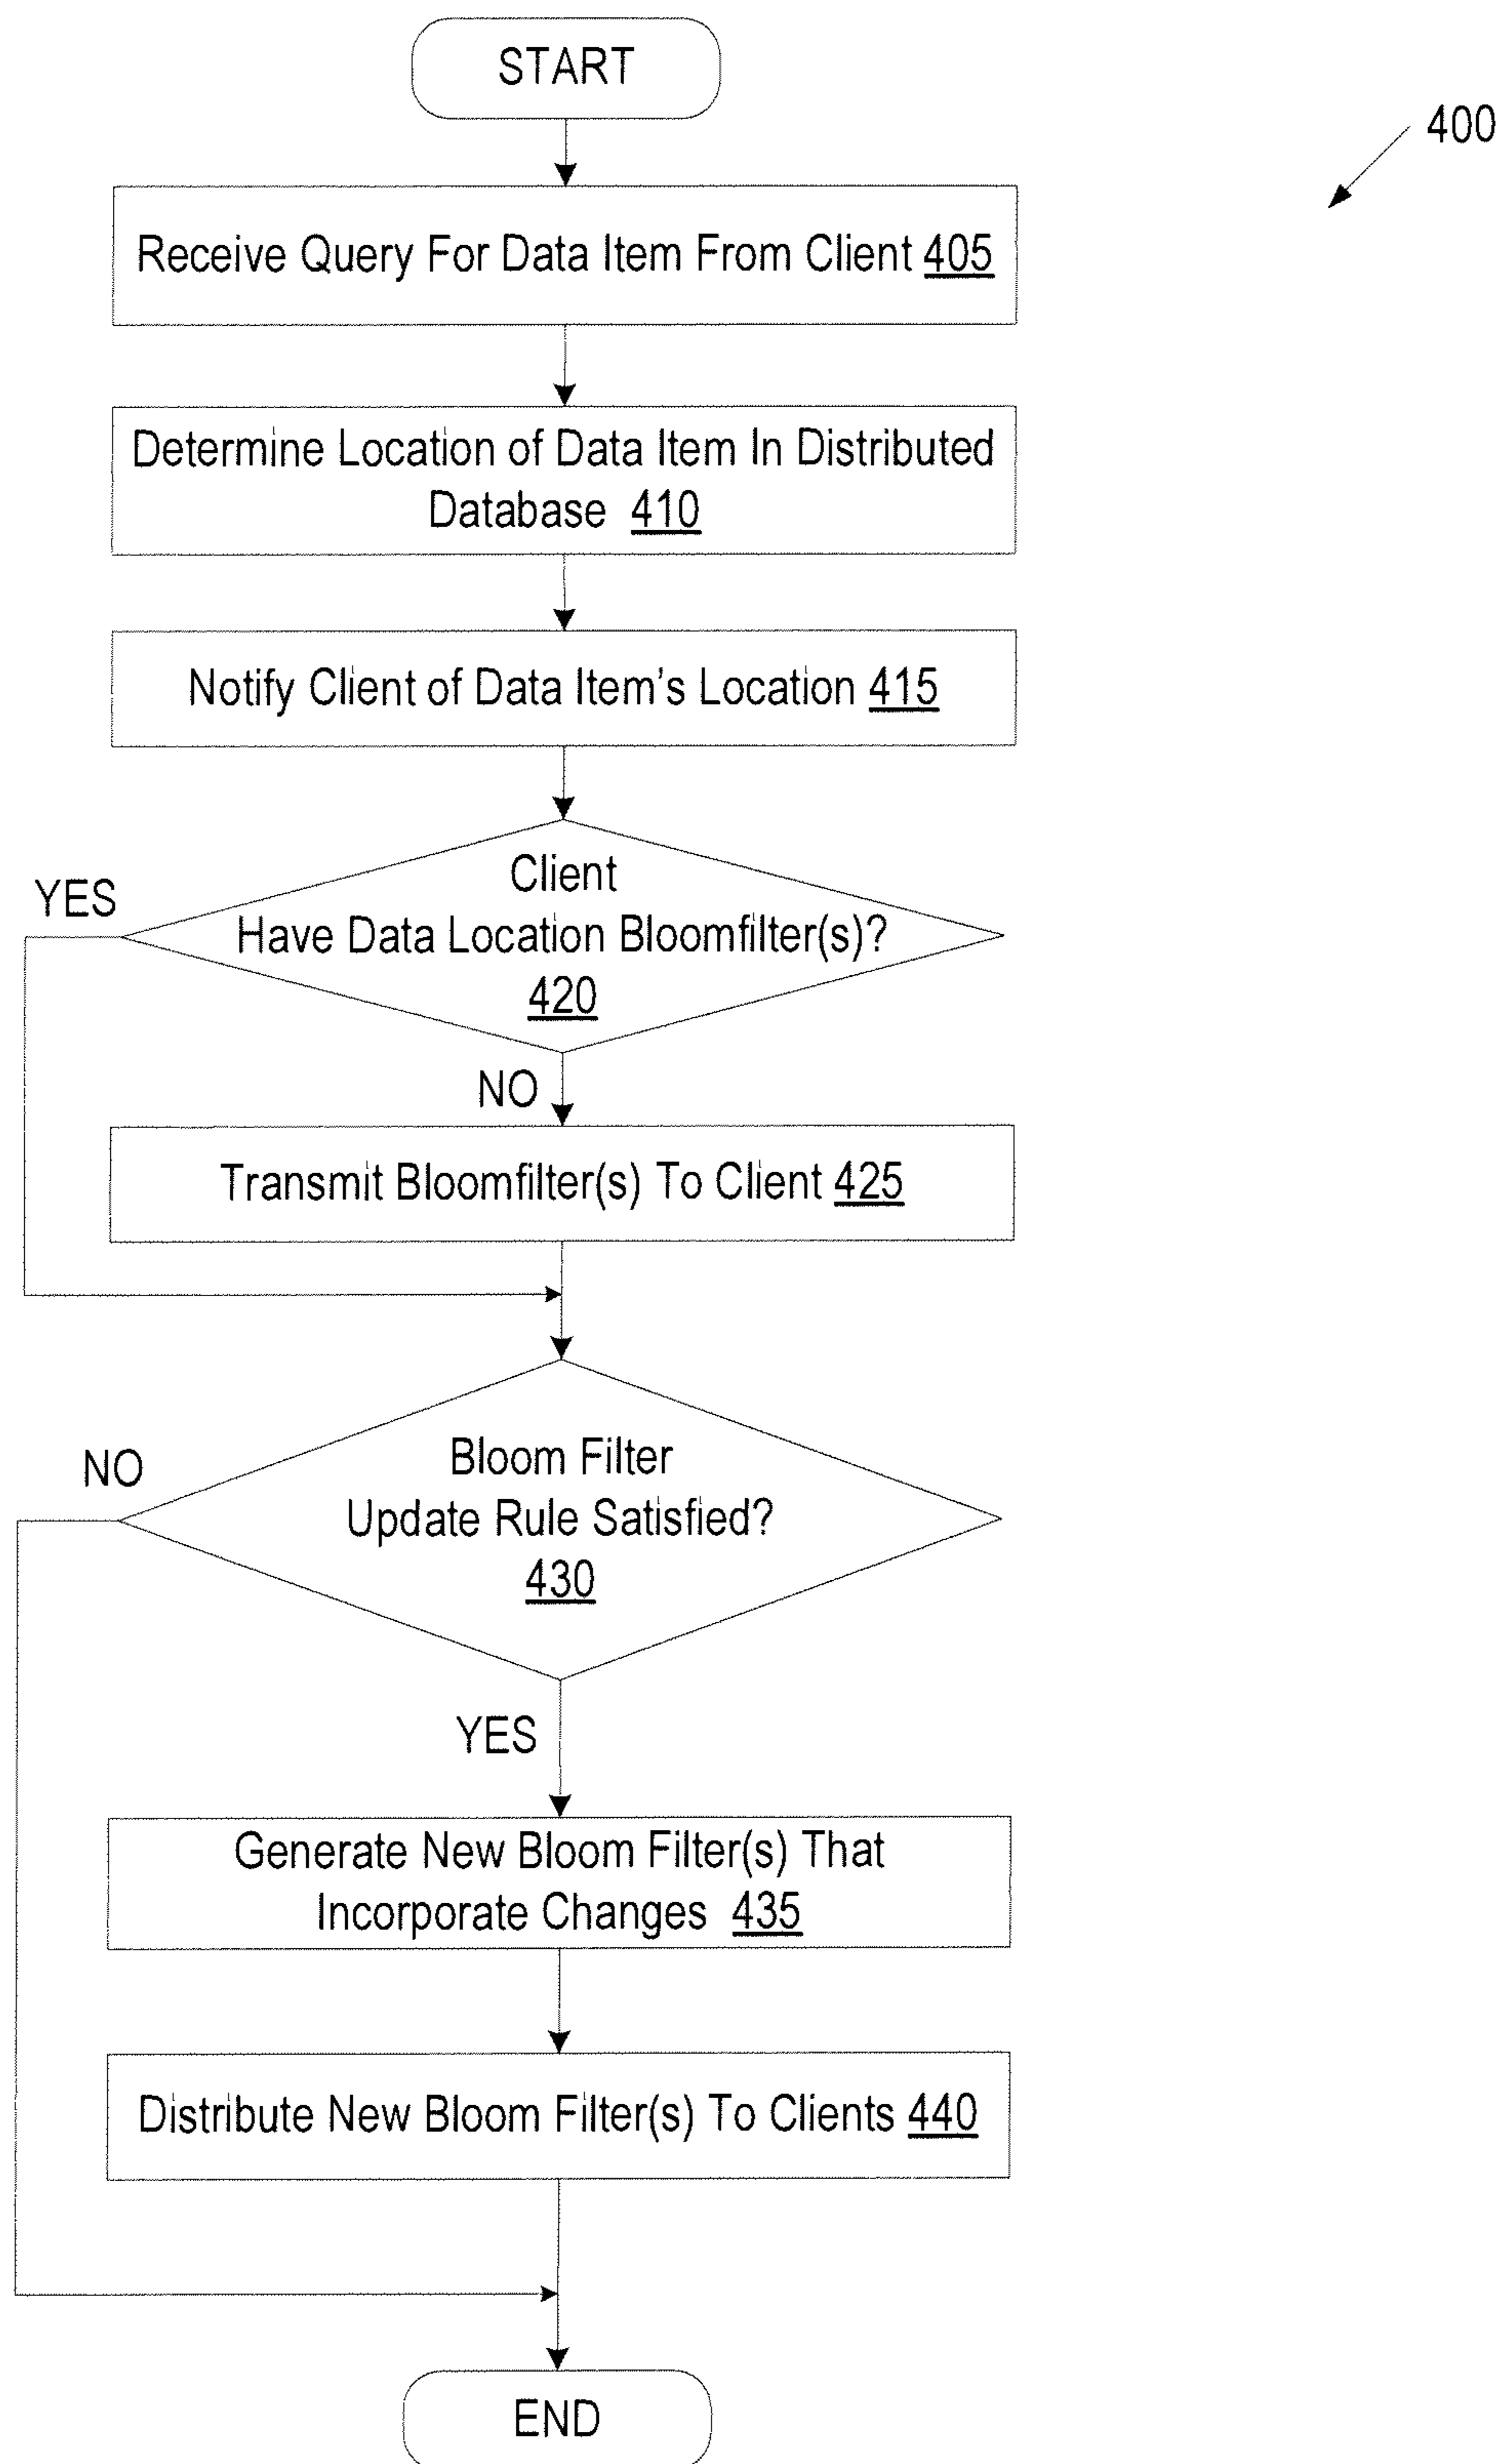 START
400
Receive Query For Data Item From Client 405
Determine Location of Data Item In Distributed
Database 410
Notify Client of Data Item's Location 415
Client
YES
Have Data Location Bloomfilter(s)?
420
NO
Transmit Bloomfilter(s) To Client 425
Bloom Filter
NO
Update Rule Satisfied?
430
YES
Generate New Bloom Filter(s) That
Incorporate Changes 435
Distribute New Bloom Filter(s) To Clients 440
END